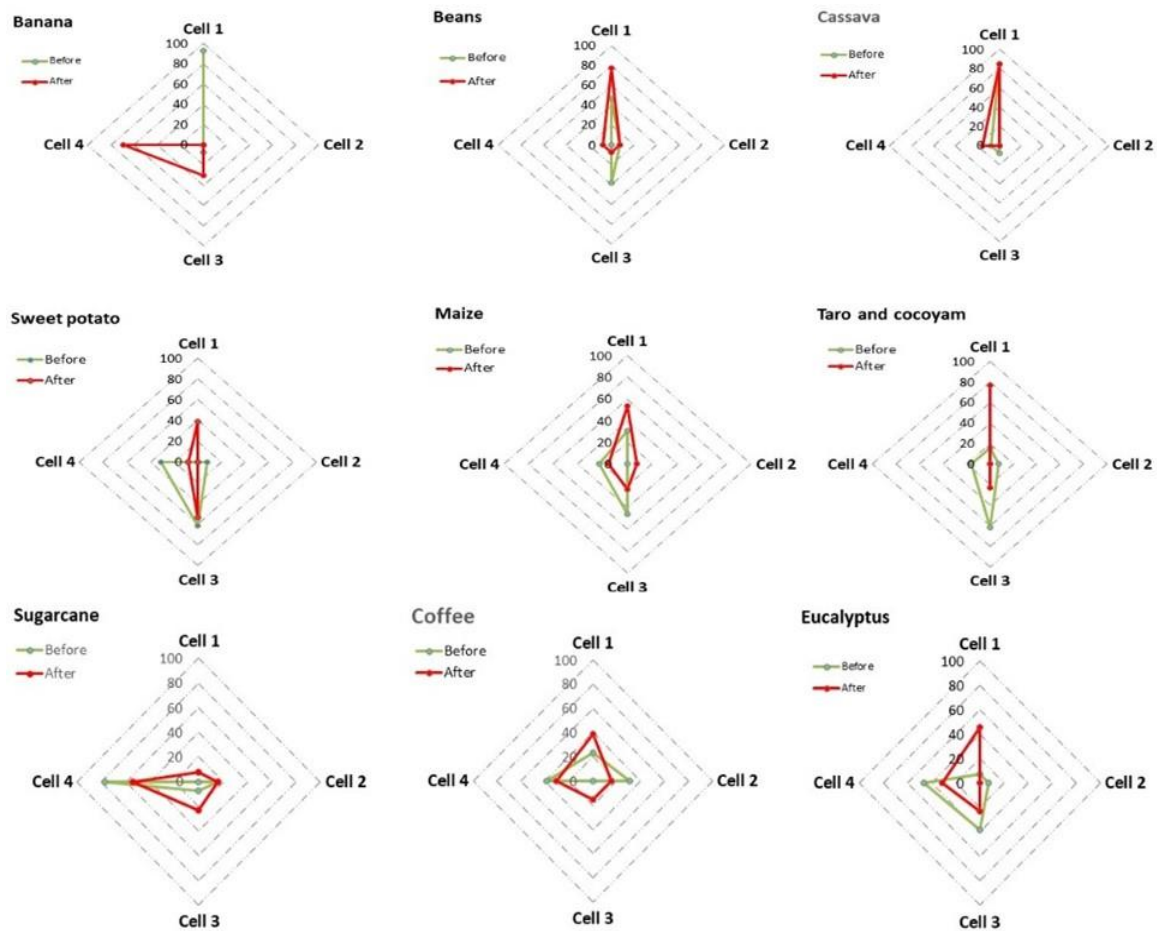 Banana
Before
After
Cell 1
100
80
60
40
20
0
Cell 4
Cell 2
Cell 3
Beans
Before
After
Cell 1
100
80
60
40
20
0
Cell 4
Cell 2
Cell 3
Cassava
Before
After
Cell 1
100
80
60
40
20
0
Cell 4
Cell 2
Cell 3
Sweet potato
Before
After
Cell 1
100
80
60
40
20
0
Cell 4
Cell 2
Cell 3
Maize
Before
After
Cell 1
100
80
60
40
20
0
Cell 4
Cell 2
Cell 3
Taro and cocoyam
Before
After
Cell 1
100
80
60
40
20
0
Cell 4
Cell 2
Cell 3
Sugarcane
Before
After
Cell 1
100
80
60
40
20
0
Cell 4
Cell 2
Cell 3
Coffee
Before
After
Cell 1
100
80
60
40
20
0
Cell 4
Cell 2
Cell 3
Eucalyptus
Before
After
Cell 1
100
80
60
40
20
0
Cell 4
Cell 2
Cell 3